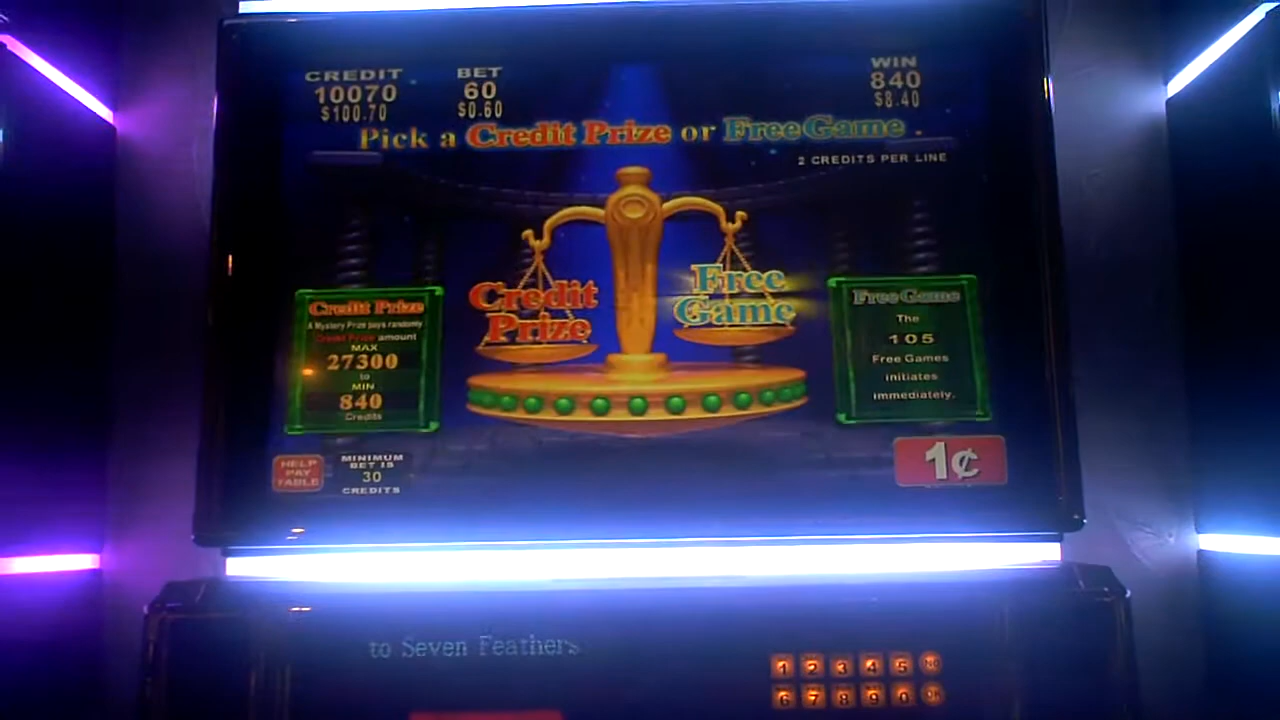 CREDIT
10070
$100.70
BET
60
$0.60
WIN
840
$8.40
Pick a Credit Prize or Free Game .
2 CREDITS PER LINE
Credit
Prize
Free
Game
Credit Prize
A Mystery Prize pays randomly
Credit Prize amount
MAX
27300
to
MIN
840
Credits
Free Game
The
105
Free Games
initiates
immediately.
HELP
PAY
TABLE
MINIMUM
BET IS
30
CREDITS
1¢
to Seven Feathers
1 2 3 4 5 NO
6 7 8 9 0